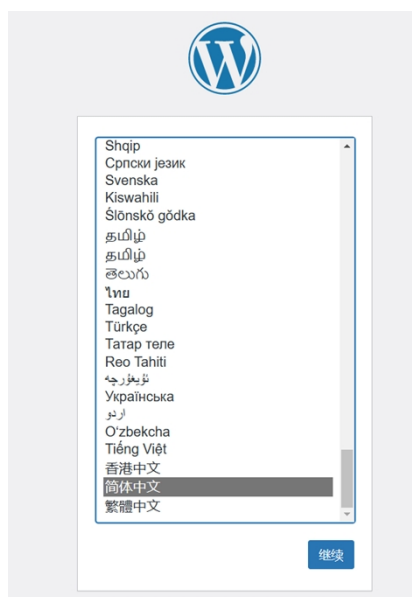 Shqip
Српски језик
Svenska
Kiswahili
Ślōnskŏ gŏdka
தமிழ்
தமிழ்
తెలుగు
ไทย
Tagalog
Türkçe
Татар теле
Reo Tahiti
ئۇيغۇرچە
Українська
اردو
O‘zbekcha
Tiếng Việt
香港中文
简体中文
繁體中文
继续